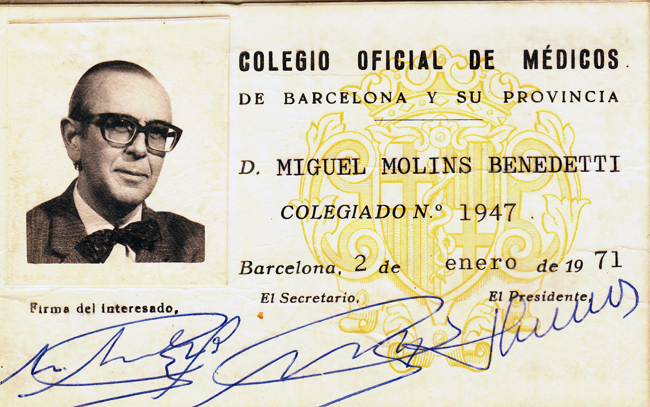 COLEGIO OFICIAL DE MÉDICOS
DE BARCELONA Y SU PROVINCIA
D. MIGUEL MOLINS BENEDETTI
COLEGIADO N.º 1947
Barcelona, 2 de enero de 1971
El Secretario. El Presidente,
Firma del interesado,